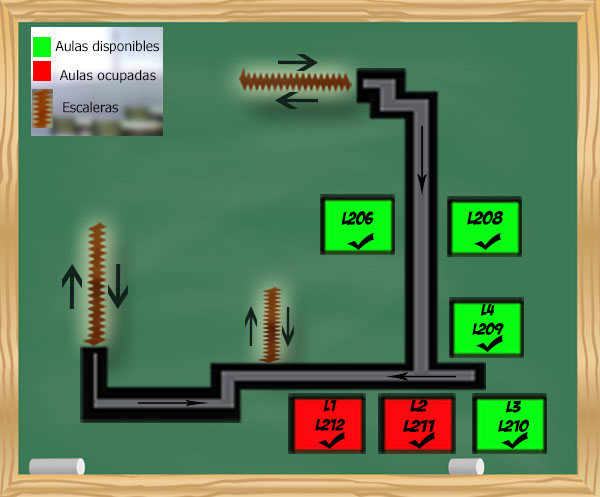 Aulas disponibles
Aulas ocupadas
Escaleras
L206
L208
L4
L209
L1
L212
L2
L211
L3
L210